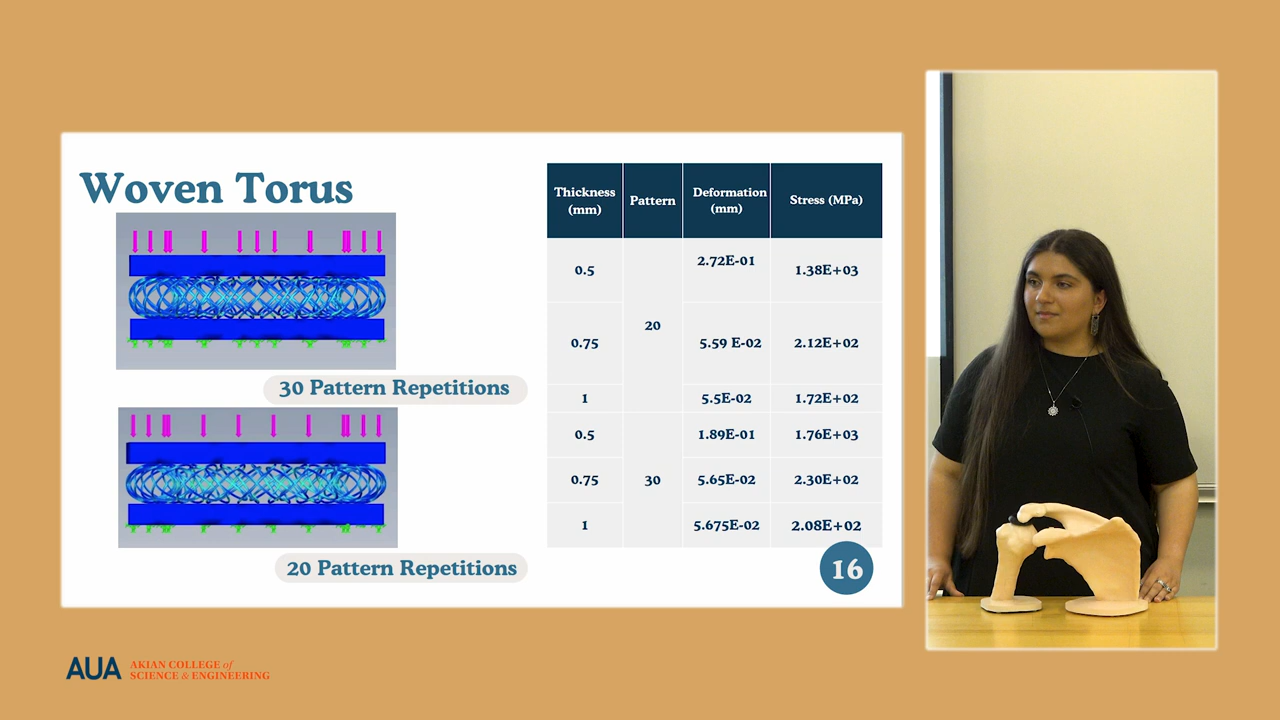 Woven Torus
30 Pattern Repetitions
20 Pattern Repetitions
Thickness (mm) Pattern Deformation (mm) Stress (MPa)
0.5 20 2.72E-01 1.38E+03
0.75 5.59 E-02 2.12E+02
1 5.5E-02 1.72E+02
0.5 30 1.89E-01 1.76E+03
0.75 5.65E-02 2.30E+02
1 5.675E-02 2.08E+02
16
AUA AKIAN COLLEGE of
SCIENCE & ENGINEERING